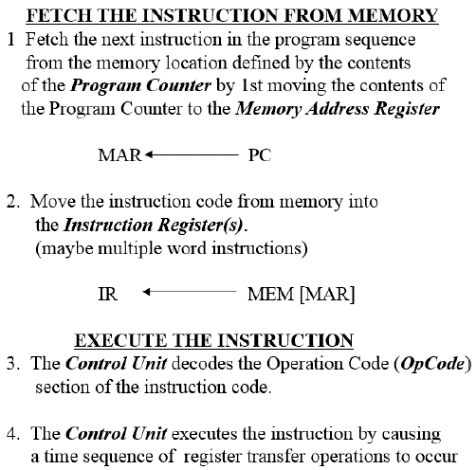 FETCH THE INSTRUCTION FROM MEMORY
1 Fetch the next instruction in the program sequence
from the memory location defined by the contents
of the Program Counter by 1st moving the contents of
the Program Counter to the Memory Address Register
MAR ← PC
2. Move the instruction code from memory into
the Instruction Register(s).
(maybe multiple word instructions)
IR ← MEM [MAR]
EXECUTE THE INSTRUCTION
3. The Control Unit decodes the Operation Code (OpCode)
section of the instruction code.
4. The Control Unit executes the instruction by causing
a time sequence of register transfer operations to occur